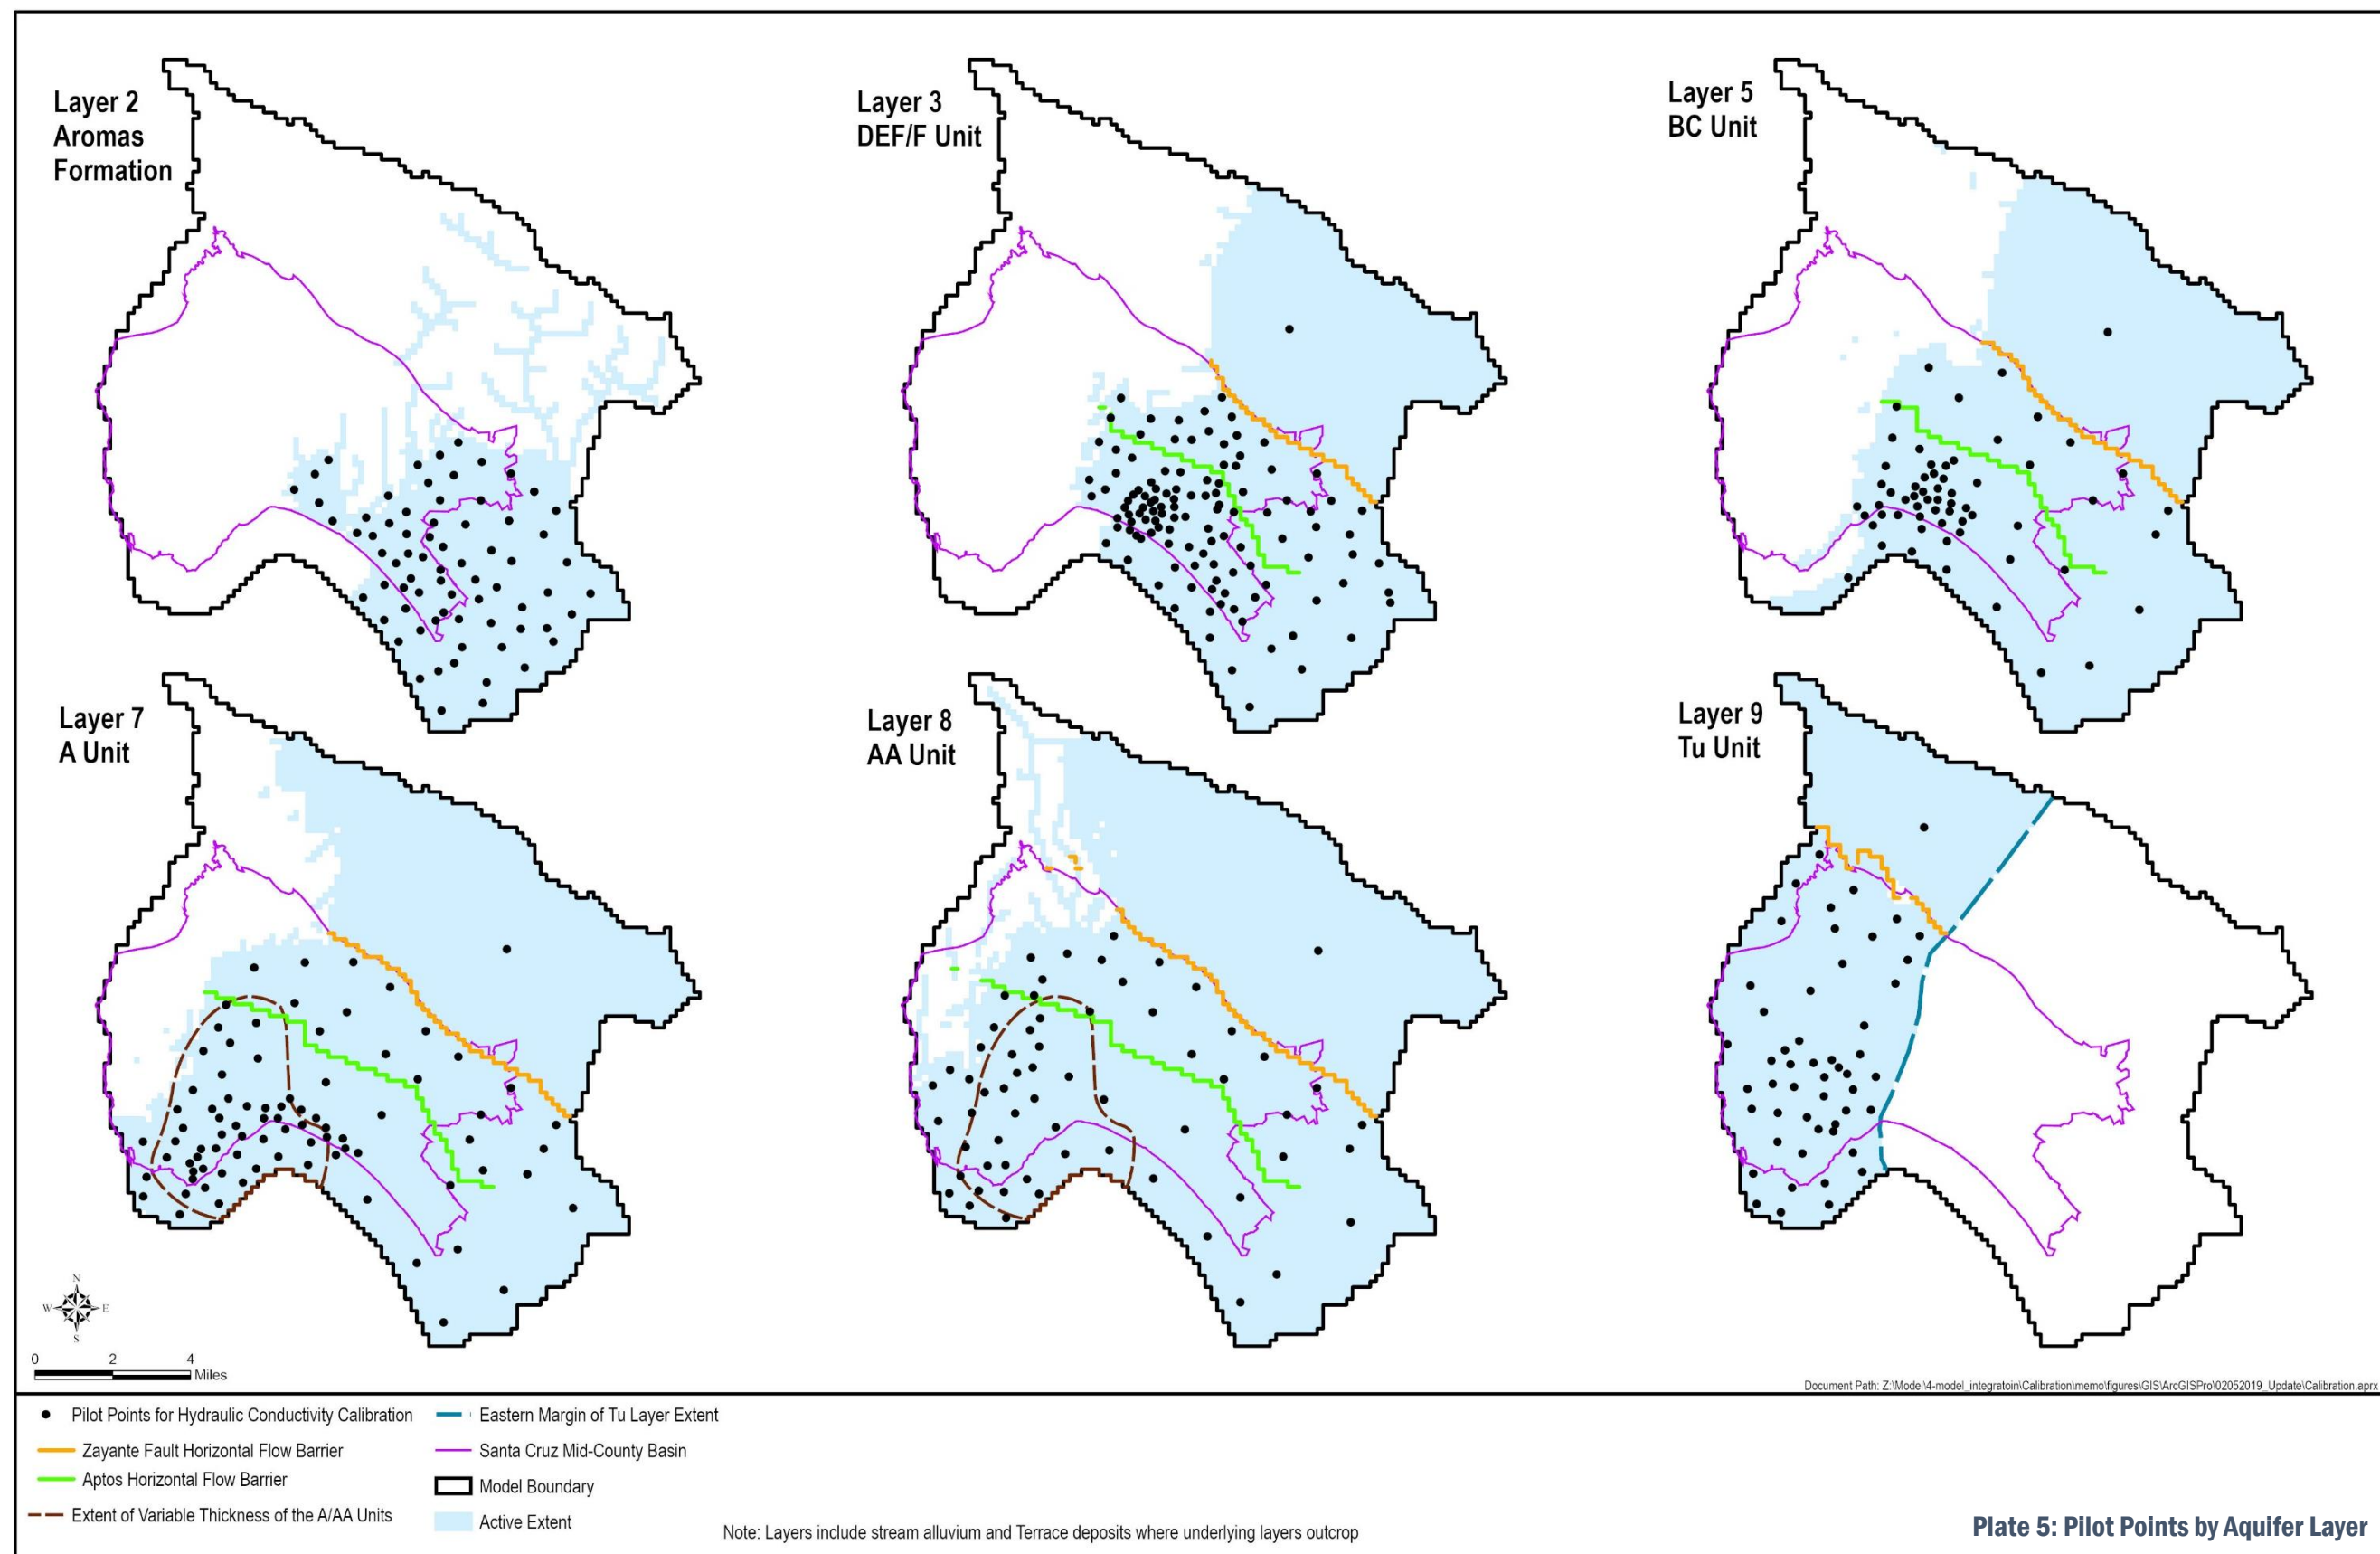 Layer 2
Aromas
Formation
Layer 3
DEF/F Unit
Layer 5
BC Unit
Layer 7
A Unit
Layer 8
AA Unit
Layer 9
Tu Unit
N
W E
S
0 2 4
Miles
Document Path: Z:\Model\4-model_integratoin\Calibration\memo\figures\GIS\ArcGISPro\02052019_Update\Calibration.aprx
Pilot Points for Hydraulic Conductivity Calibration
Zayante Fault Horizontal Flow Barrier
Aptos Horizontal Flow Barrier
Extent of Variable Thickness of the A/AA Units
Eastern Margin of Tu Layer Extent
Santa Cruz Mid-County Basin
Model Boundary
Active Extent
Note: Layers include stream alluvium and Terrace deposits where underlying layers outcrop
Plate 5: Pilot Points by Aquifer Layer